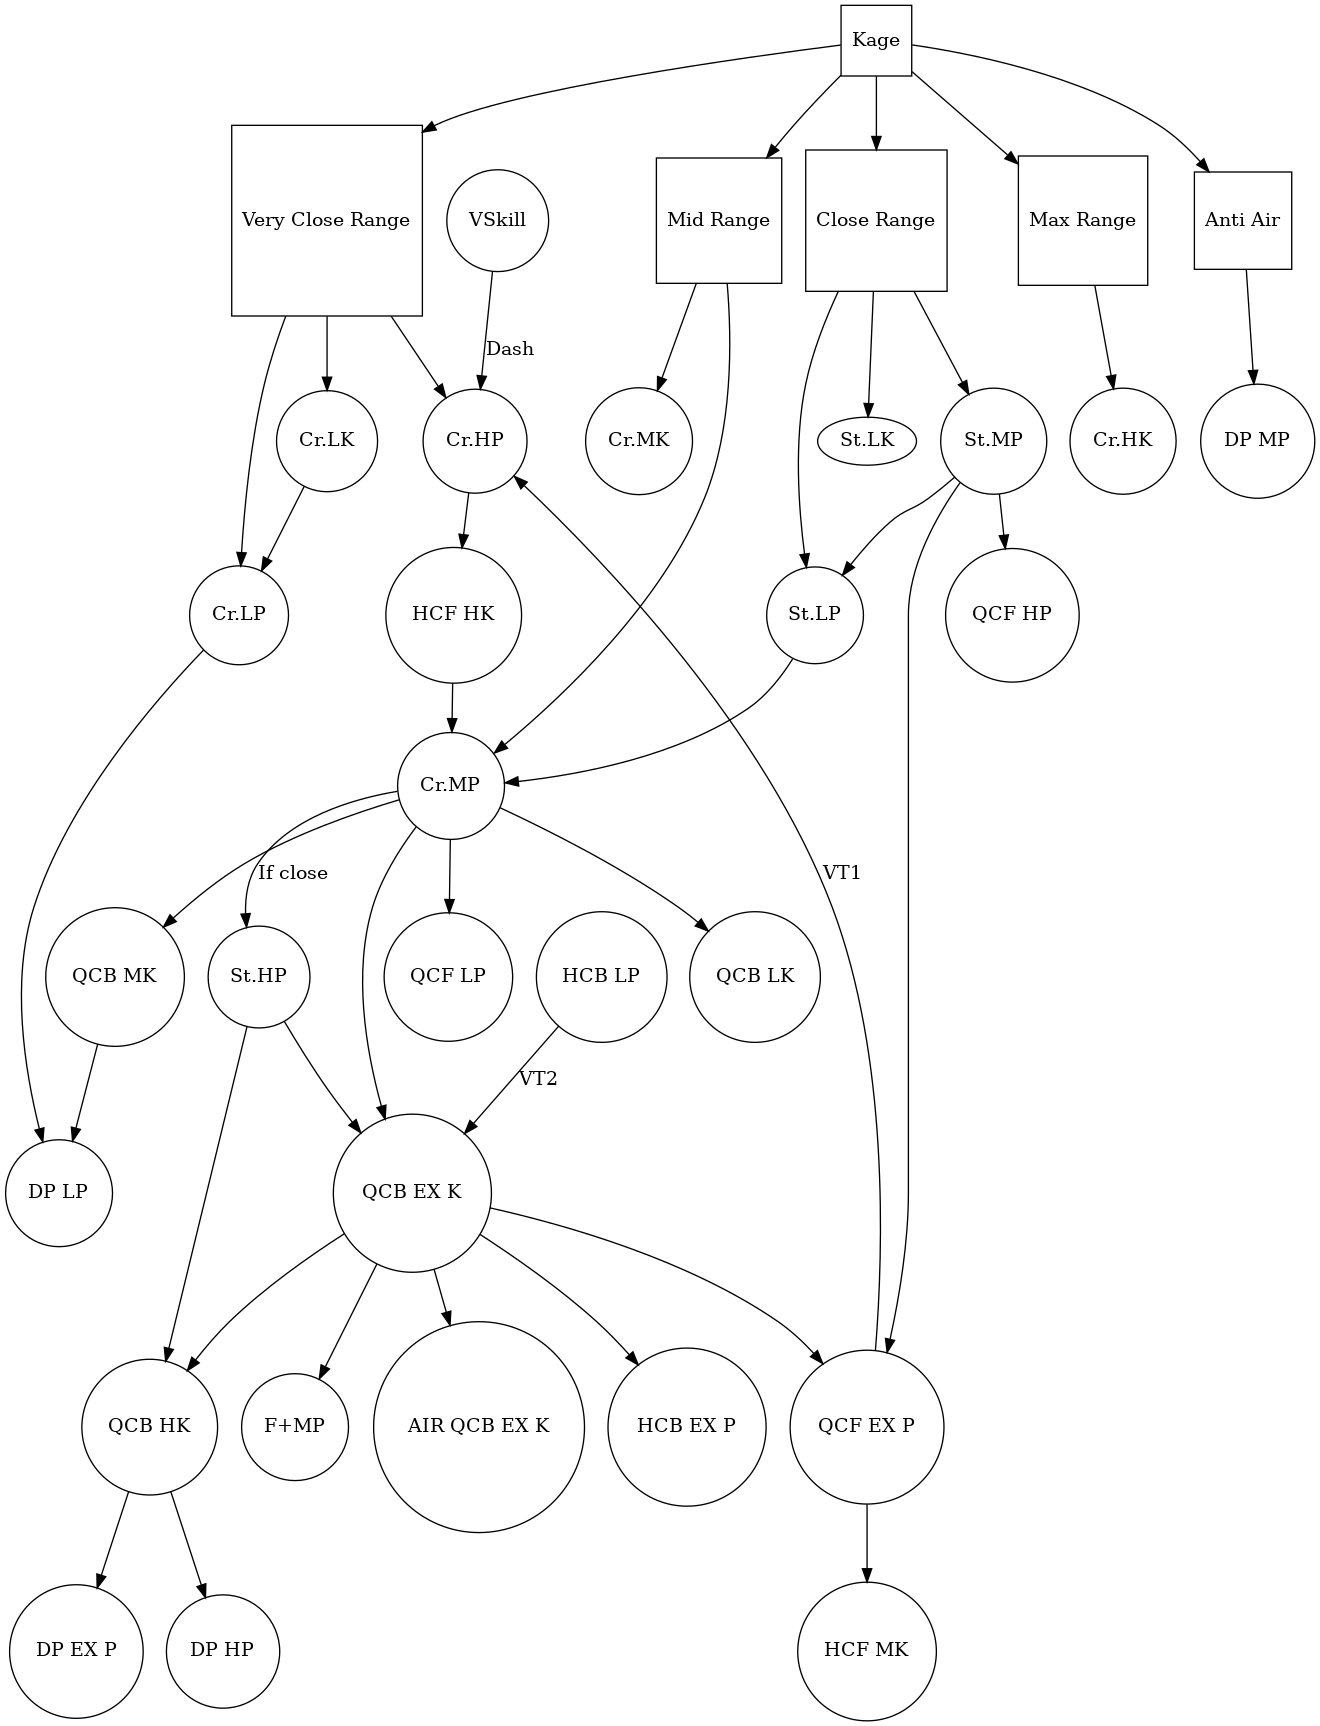 Kage
Very Close Range
VSkill
Mid Range
Close Range
Max Range
Anti Air
Dash
Cr.LK
Cr.HP
Cr.MK
St.LK
St.MP
Cr.HK
DP MP
Cr.LP
HCF HK
St.LP
QCF HP
Cr.MP
If close
VT1
QCB MK
St.HP
QCF LP
HCB LP
QCB LK
VT2
DP LP
QCB EX K
QCB HK
F+MP
AIR QCB EX K
HCB EX P
QCF EX P
DP EX P
DP HP
HCF MK